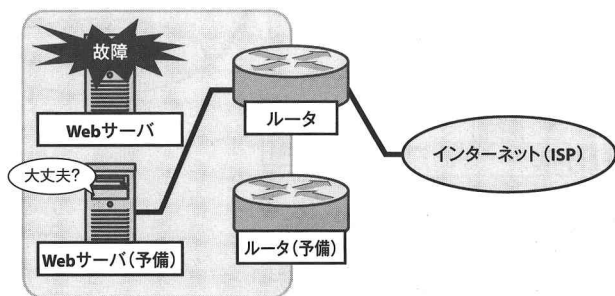 故障
Webサーバ
ルータ
インターネット（ISP）
大丈夫？
Webサーバ（予備）
ルータ（予備）